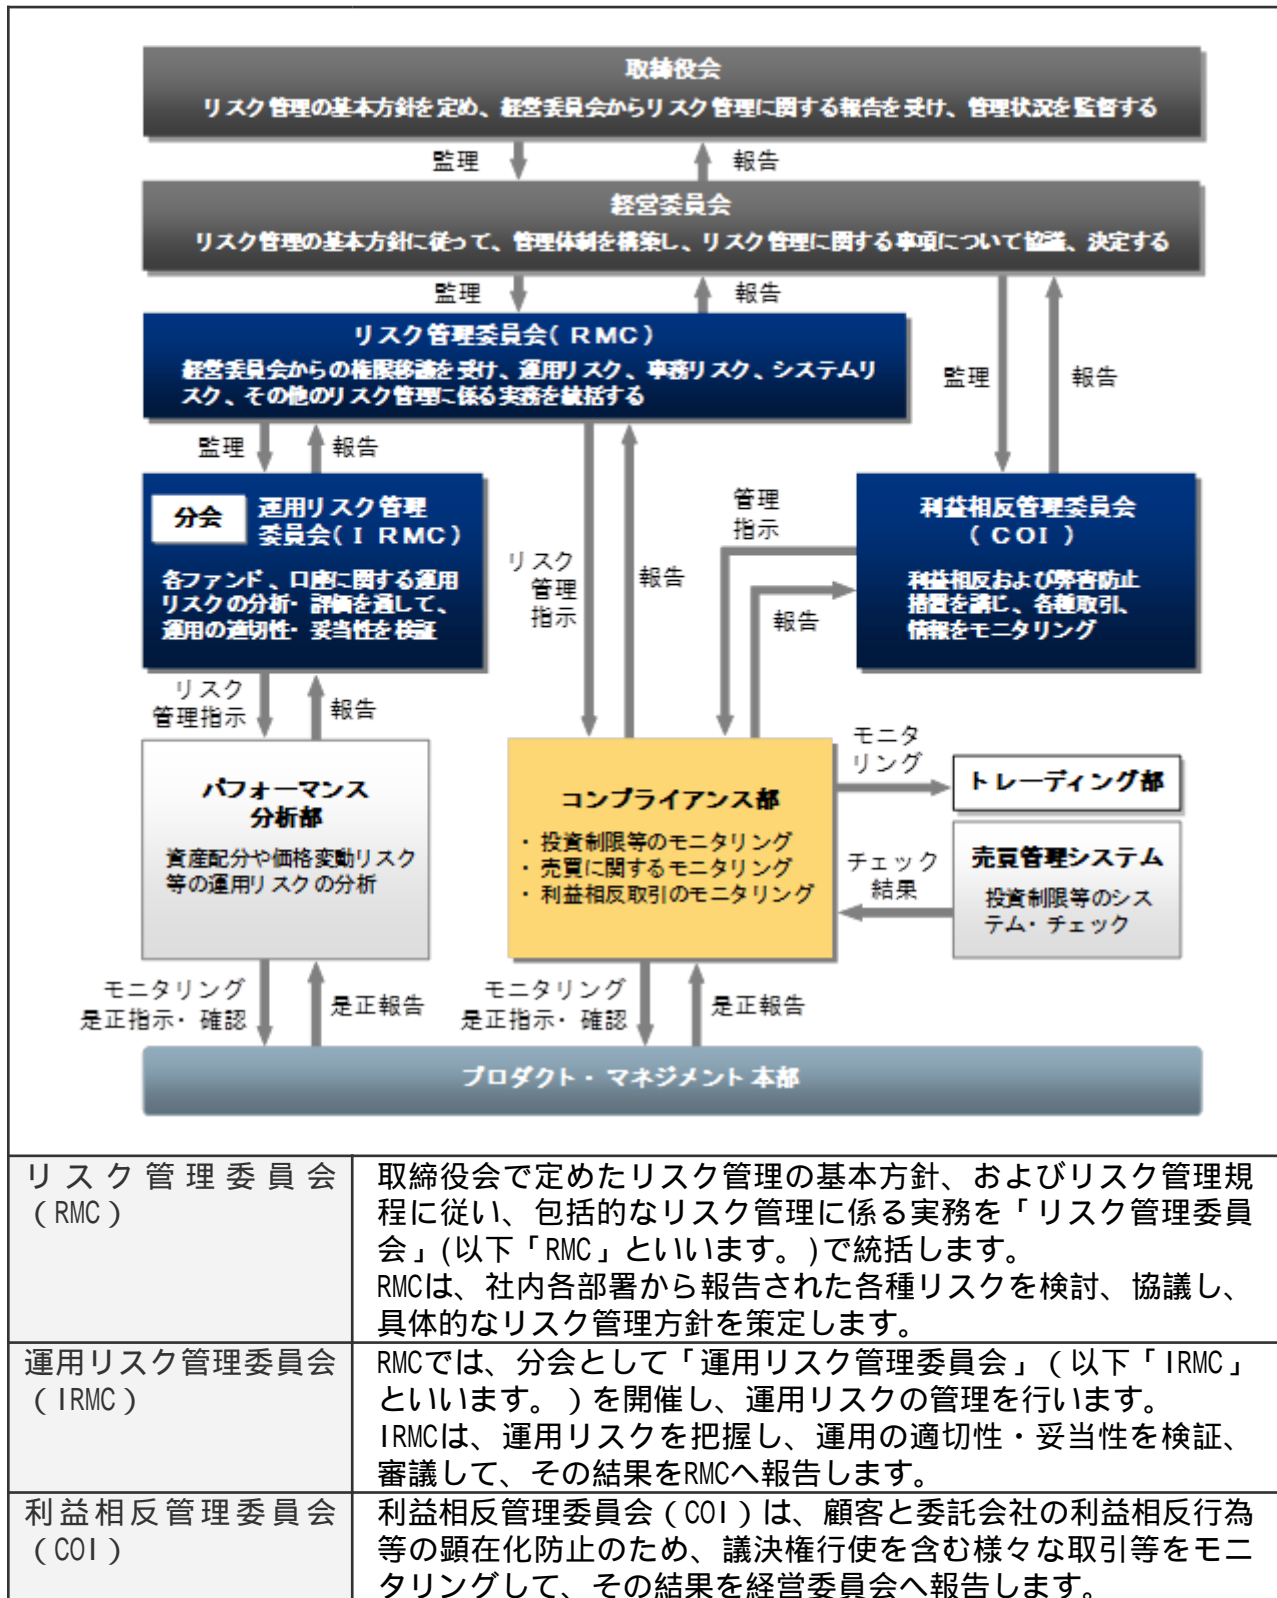 取締役会
リスク管理の基本方針を定め、経営委員会からリスク管理に関する報告を受け、管理状況を監督する
監理
報告
経営委員会
リスク管理の基本方針に従って、管理体制を構築し、リスク管理に関する事項について協議、決定する
監理
報告
監理
報告
リスク管理委員会(RMC)
経営委員会からの権限移譲を受け、運用リスク、事務リスク、システムリ
スク、その他のリスク管理に係る実務を統括する
監理
報告
分会
運用リスク管理
委員会(IRMC)
各ファンド、口座に関する運用
リスクの分析・評価を通して、
運用の適切性・妥当性を検証
リスク
管理
指示
報告
管理
指示
報告
利益相反管理委員会
(COI)
利益相反および弊害防止
措置を講じ、各種取引、
情報をモニタリング
リスク
管理指示
報告
パフォーマンス
分析部
資産配分や価格変動リスク
等の運用リスクの分析
コンプライアンス部
・投資制限等のモニタリング
・売買に関するモニタリング
・利益相反取引のモニタリング
モニタ
リング
トレーディング部
チェック
結果
売買管理システム
投資制限等のシス
テム・チェック
モニタリング
是正指示・確認
是正報告
モニタリング
是正指示・確認
是正報告
プロダクト・マネジメント本部
リスク管理委員会
(RMC)
取締役会で定めたリスク管理の基本方針、およびリスク管理規
程に従い、包括的なリスク管理に係る実務を「リスク管理委員
会」(以下「RMC」といいます。)で統括します。
RMCは、社内各部署から報告された各種リスクを検討、協議し、
具体的なリスク管理方針を策定します。
運用リスク管理委員会
(IRMC)
RMCでは、分会として「運用リスク管理委員会」(以下「IRMC」
といいます。)を開催し、運用リスクの管理を行います。
IRMCは、運用リスクを把握し、運用の適切性・妥当性を検証、
審議して、その結果をRMCへ報告します。
利益相反管理委員会
(COI)
利益相反管理委員会(COI)は、顧客と委託会社の利益相反行為
等の顕在化防止のため、議決権行使を含む様々な取引等をモニ
タリングして、その結果を経営委員会へ報告します。